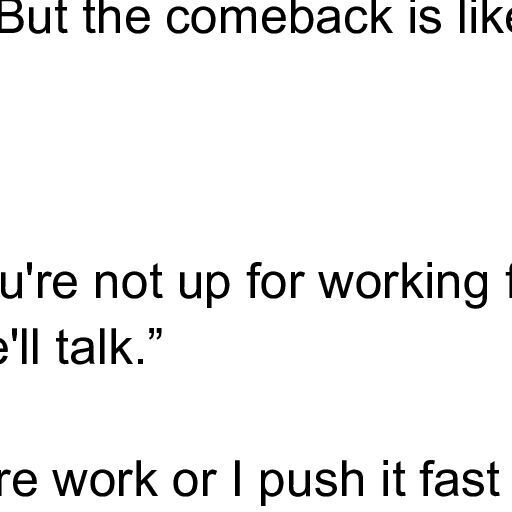 But the comeback is like
u're not up for working f
e'll talk.”
re work or I push it fast